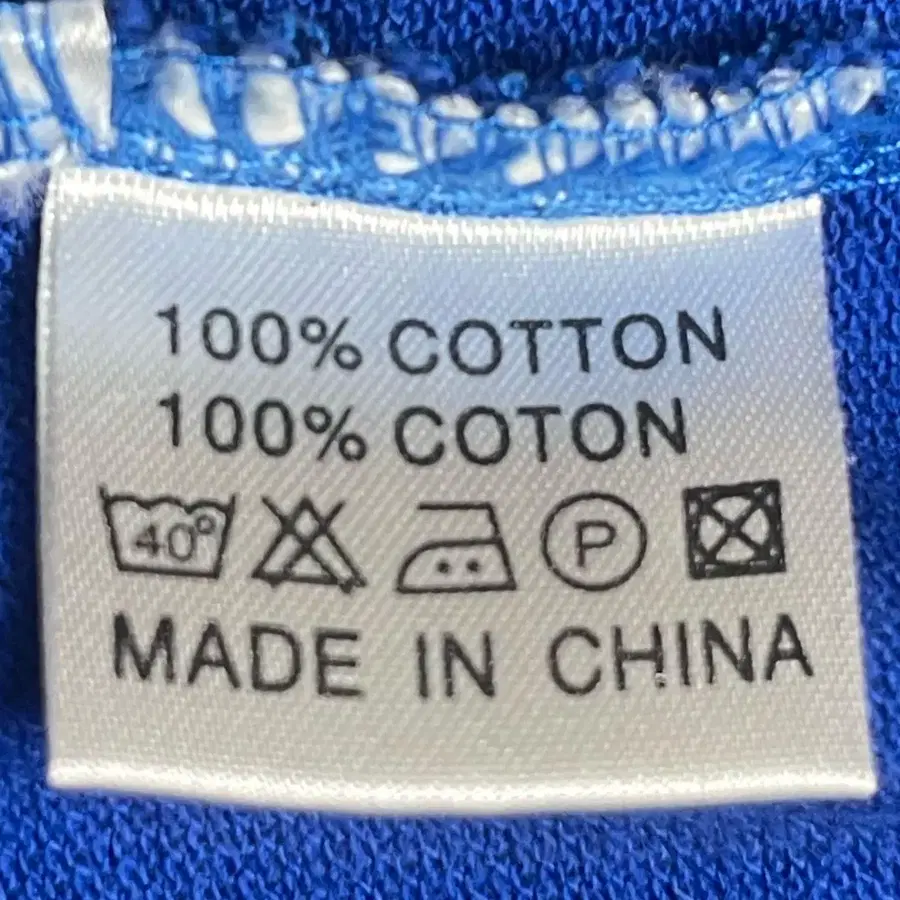 100% COTTON
100% COTON
40° P
MADE IN CHINA